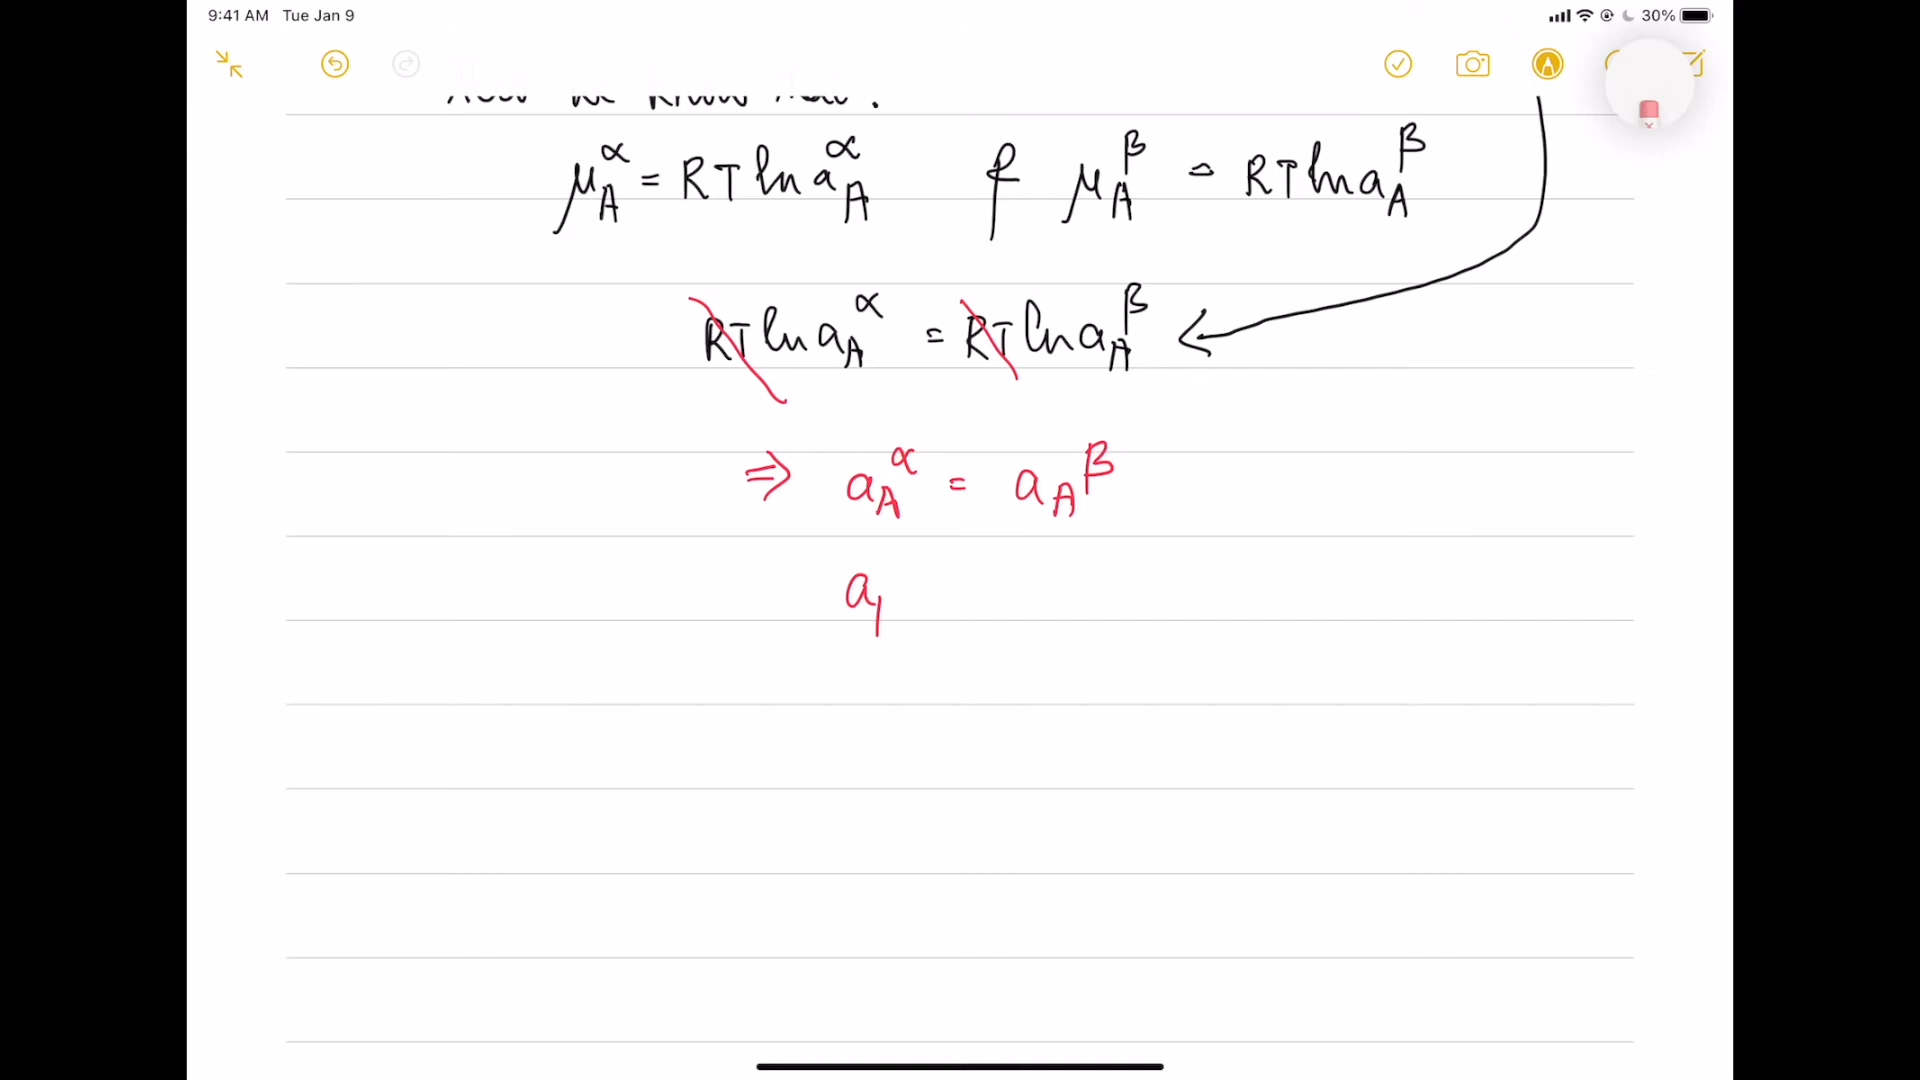 9:41 AM Tue Jan 9 30%
μ_A^α = RT ln a_A^α & μ_A^β = RT ln a_A^β
RT ln a_A^α = RT ln a_A^β
⇒ a_A^α = a_A^β
a